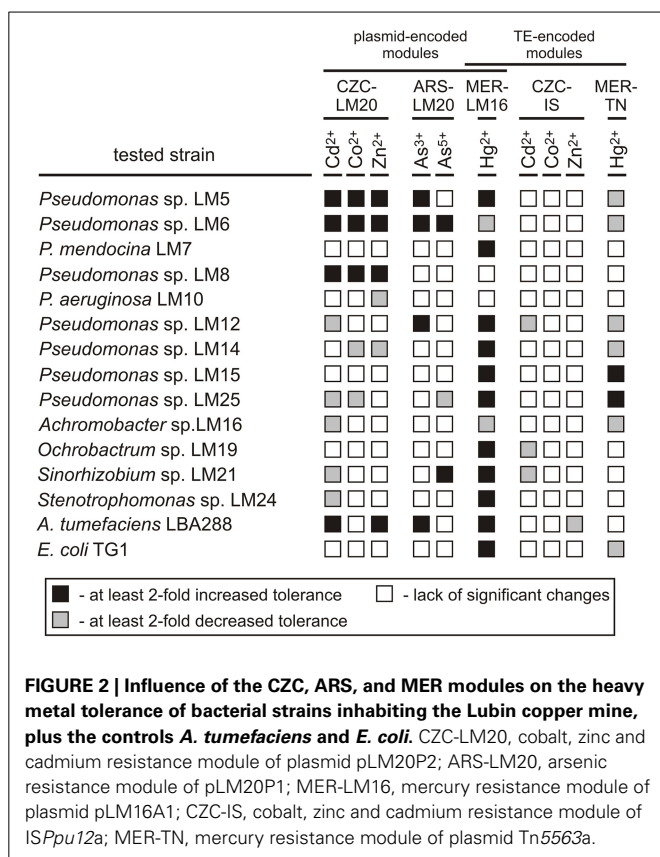 plasmid-encoded modules
TE-encoded modules
CZC-LM20
ARS-LM20
MER-LM16
CZC-IS
MER-TN
tested strain
Cd2+
Co2+
Zn2+
As3+
As5+
Hg2+
Cd2+
Co2+
Zn2+
Hg2+
Pseudomonas sp. LM5
Pseudomonas sp. LM6
P. mendocina LM7
Pseudomonas sp. LM8
P. aeruginosa LM10
Pseudomonas sp. LM12
Pseudomonas sp. LM14
Pseudomonas sp. LM15
Pseudomonas sp. LM25
Achromobacter sp.LM16
Ochrobactrum sp. LM19
Sinorhizobium sp. LM21
Stenotrophomonas sp. LM24
A. tumefaciens LBA288
E. coli TG1
- at least 2-fold increased tolerance
- lack of significant changes
- at least 2-fold decreased tolerance
FIGURE 2 | Influence of the CZC, ARS, and MER modules on the heavy
metal tolerance of bacterial strains inhabiting the Lubin copper mine,
plus the controls A. tumefaciens and E. coli. CZC-LM20, cobalt, zinc and
cadmium resistance module of plasmid pLM20P2; ARS-LM20, arsenic
resistance module of pLM20P1; MER-LM16, mercury resistance module of
plasmid pLM16A1; CZC-IS, cobalt, zinc and cadmium resistance module of
ISPpu12a; MER-TN, mercury resistance module of plasmid Tn5563a.